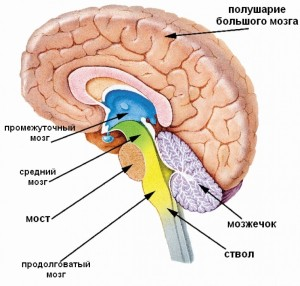 полушарие
большого мозга
промежуточный
мозг
средний
мозг
мост
мозжечок
ствол
продолговатый
мозг